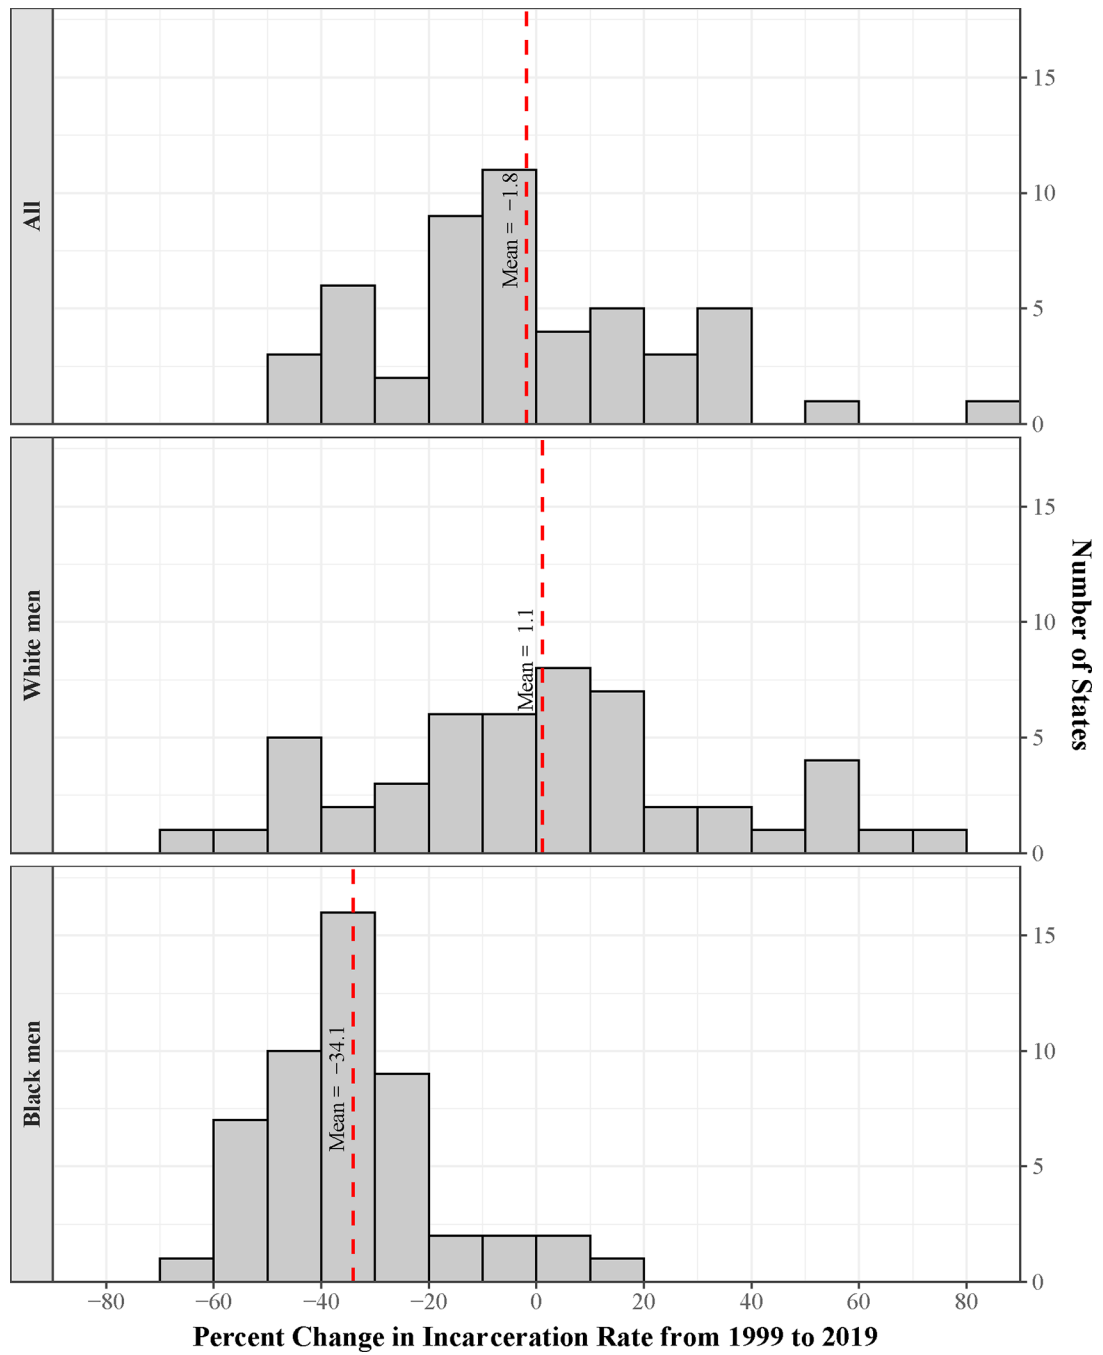 All
Mean = −1.8
15
10
5
0
White men
Mean = 1.1
15
10
5
0
Number of States
Black men
Mean = −34.1
15
10
5
0
−80 −60 −40 −20 0 20 40 60 80
Percent Change in Incarceration Rate from 1999 to 2019